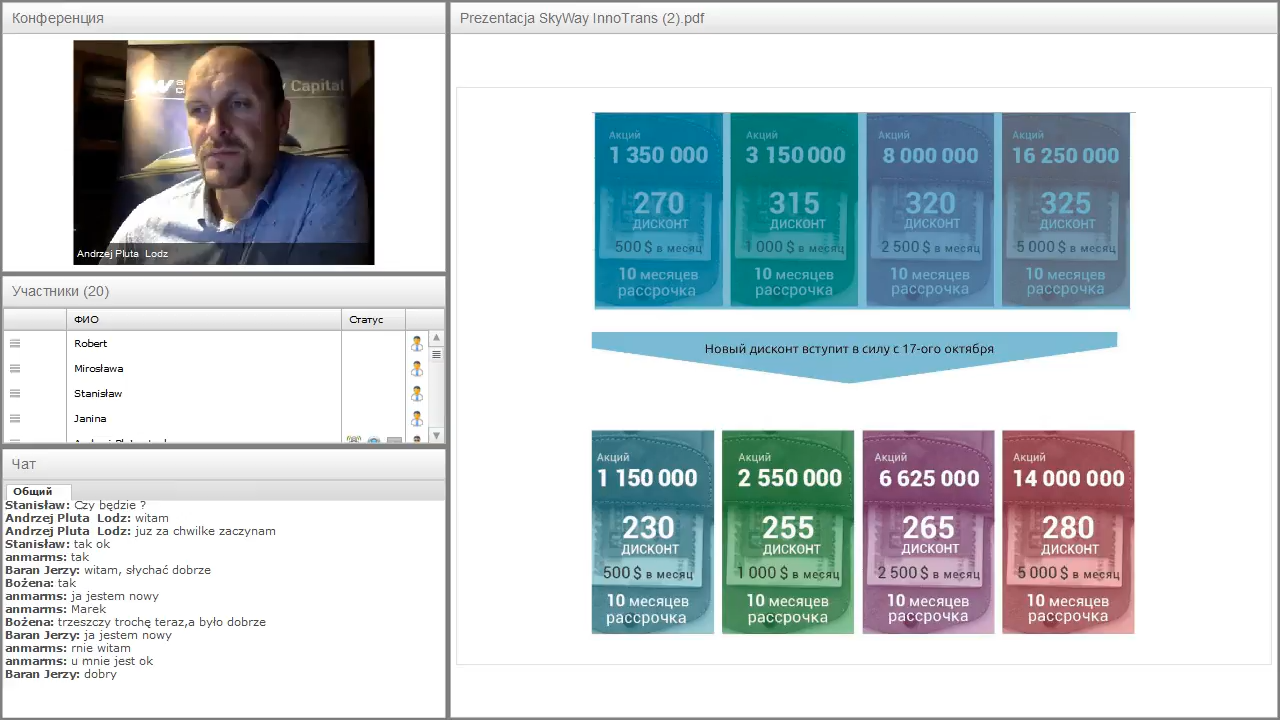 Конференция
Capital
Andrzej Pluta Lodz
Участники (20)
ФИО
Статус
Robert
Mirosława
Stanisław
Janina
Чат
Общий
Stanisław: Czy będzie ?
Andrzej Pluta Lodz: witam
Andrzej Pluta Lodz: juz za chwilke zaczynam
Stanisław: tak ok
anmarms: tak
Baran Jerzy: witam, słychać dobrze
Bożena: tak
anmarms: ja jestem nowy
anmarms: Marek
Bożena: trzeszczy trochę teraz,a było dobrze
Baran Jerzy: ja jestem nowy
anmarms: rnie witam
anmarms: u mnie jest ok
Baran Jerzy: dobry
Prezentacja SkyWay InnoTrans (2).pdf
Акций
1 350 000
270
дисконт
500 $ в месяц
10 месяцев
рассрочка
Акций
3 150 000
315
дисконт
1 000 $ в месяц
10 месяцев
рассрочка
Акций
8 000 000
320
дисконт
2 500 $ в месяц
10 месяцев
рассрочка
Акций
16 250 000
325
дисконт
5 000 $ в месяц
10 месяцев
рассрочка
Новый дисконт вступит в силу с 17-ого октября
Акций
1 150 000
230
дисконт
500 $ в месяц
10 месяцев
рассрочка
Акций
2 550 000
255
дисконт
1 000 $ в месяц
10 месяцев
рассрочка
Акций
6 625 000
265
дисконт
2 500 $ в месяц
10 месяцев
рассрочка
Акций
14 000 000
280
дисконт
5 000 $ в месяц
10 месяцев
рассрочка